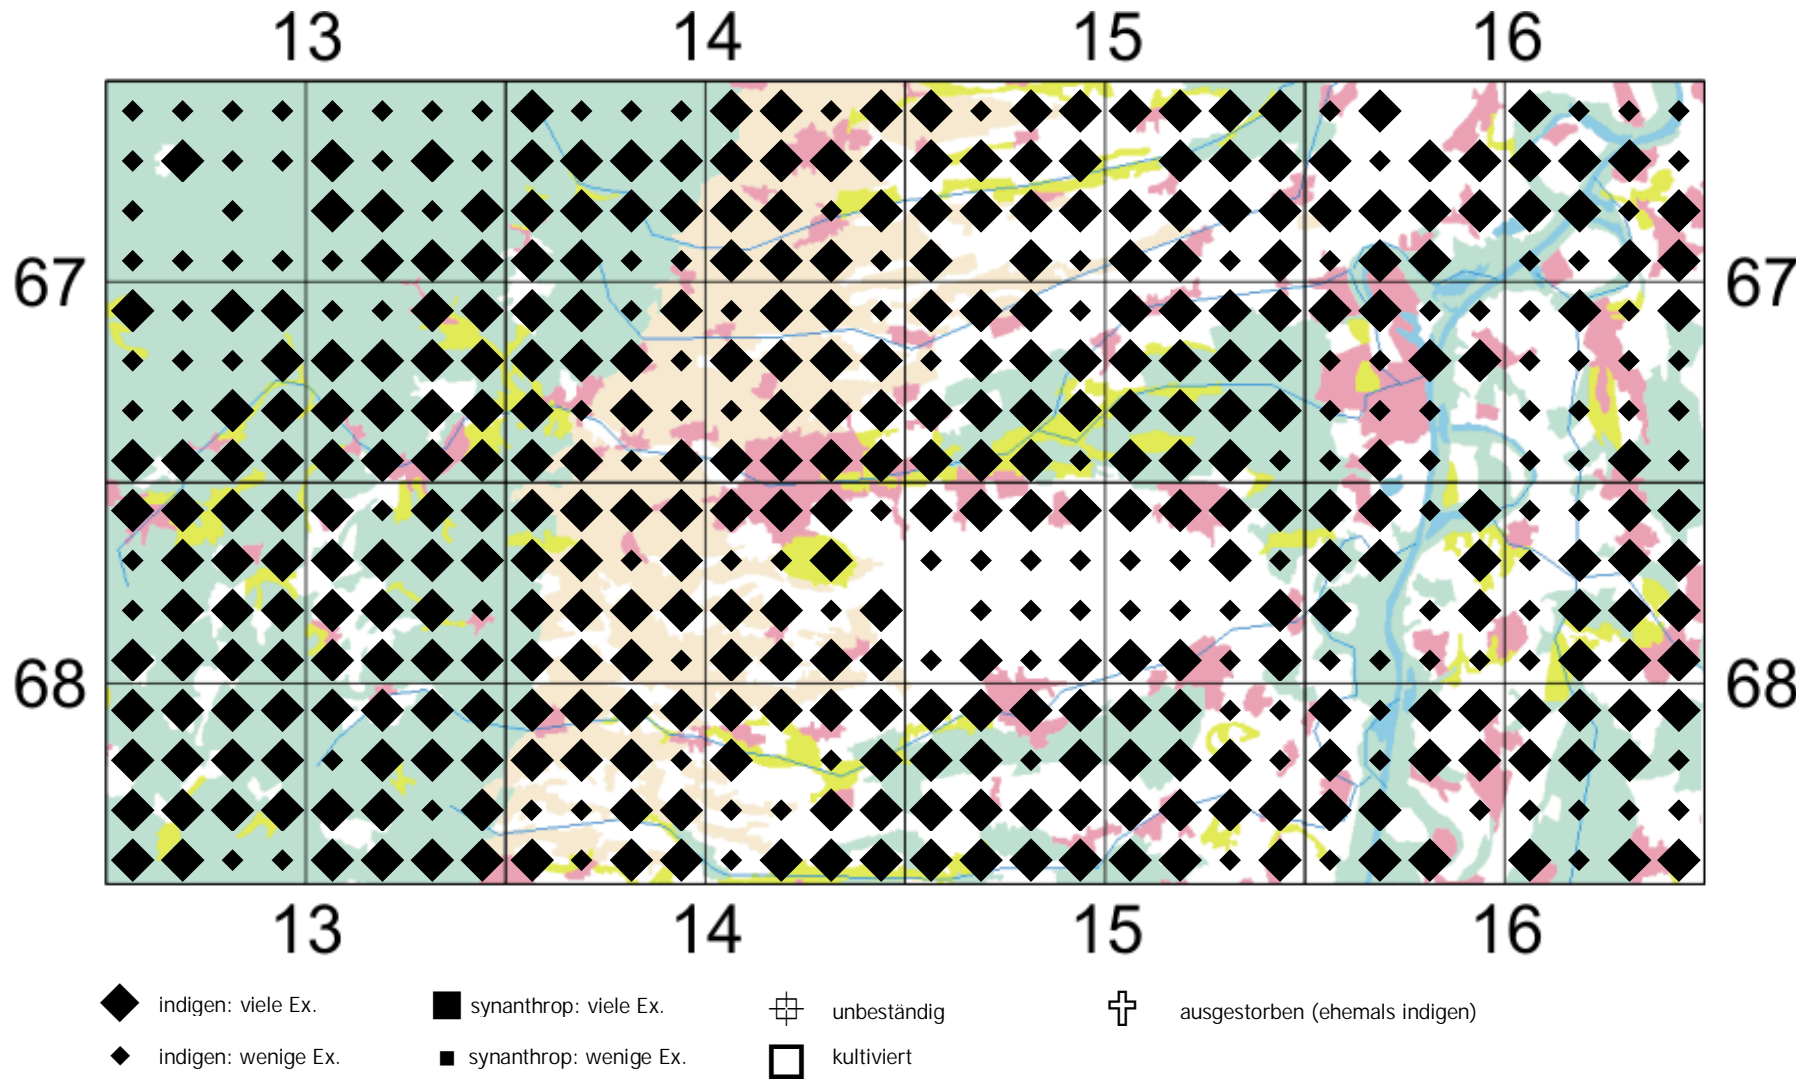 13 14 15 16
67 67
68 68
13 14 15 16
indigen: viele Ex. synanthrop: viele Ex. unbeständig ausgestorben (ehemals indigen)
indigen: wenige Ex. synanthrop: wenige Ex. kultiviert